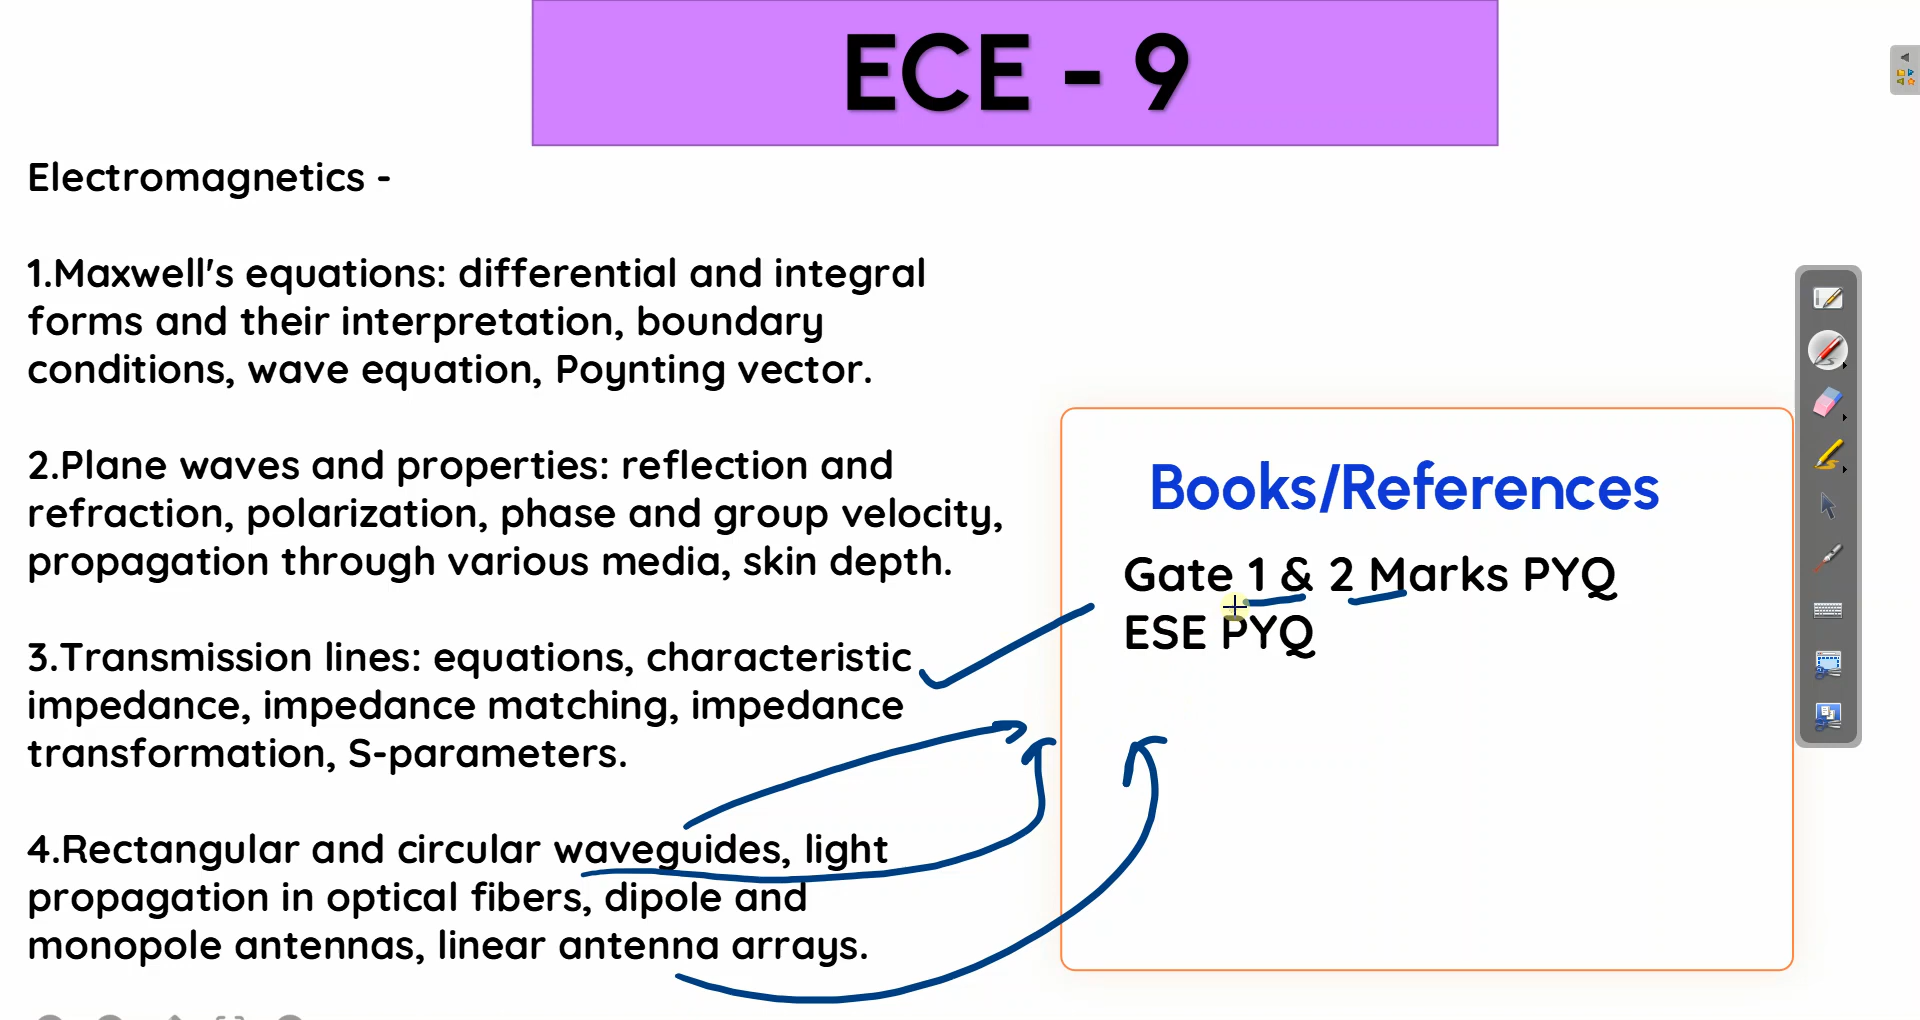 ECE - 9
Electromagnetics -
1.Maxwell's equations: differential and integral
forms and their interpretation, boundary
conditions, wave equation, Poynting vector.
2.Plane waves and properties: reflection and
refraction, polarization, phase and group velocity,
propagation through various media, skin depth.
3.Transmission lines: equations, characteristic
impedance, impedance matching, impedance
transformation, S-parameters.
4.Rectangular and circular waveguides, light
propagation in optical fibers, dipole and
monopole antennas, linear antenna arrays.
Books/References
Gate 1 & 2 Marks PYQ
ESE PYQ